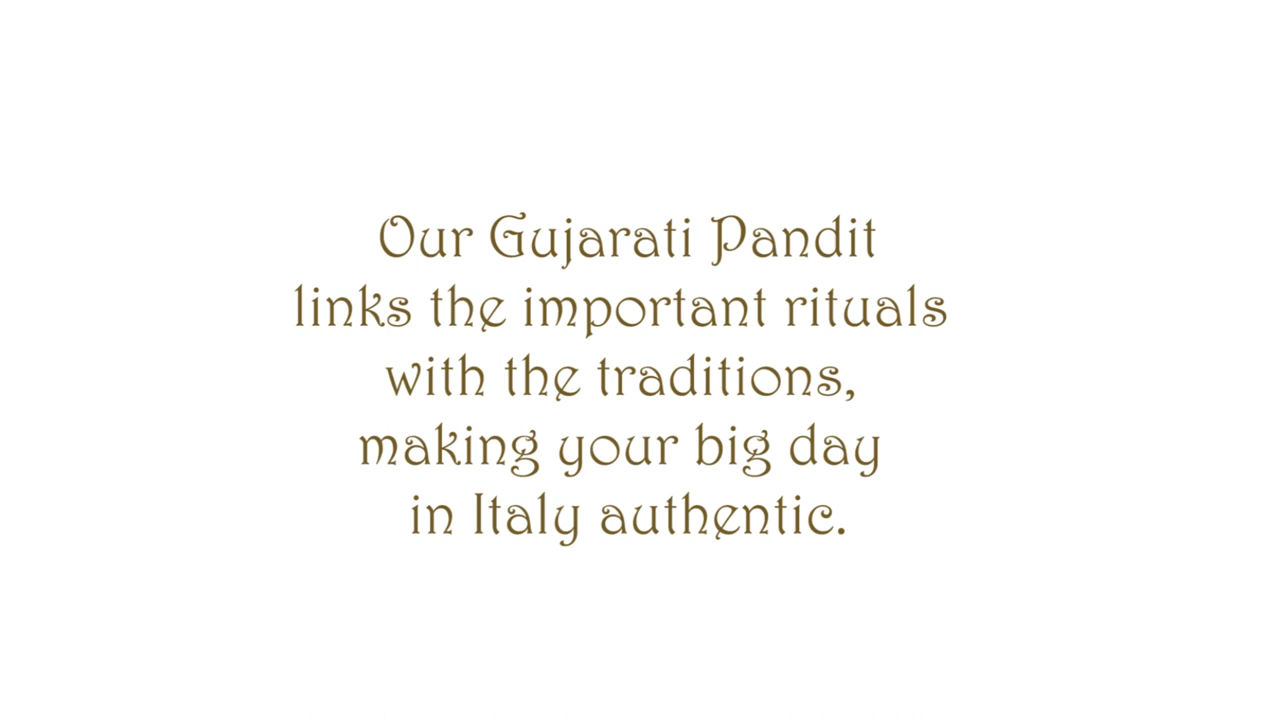 Our Gujarati Pandit
links the important rituals
with the traditions,
making your big day
in Italy authentic.